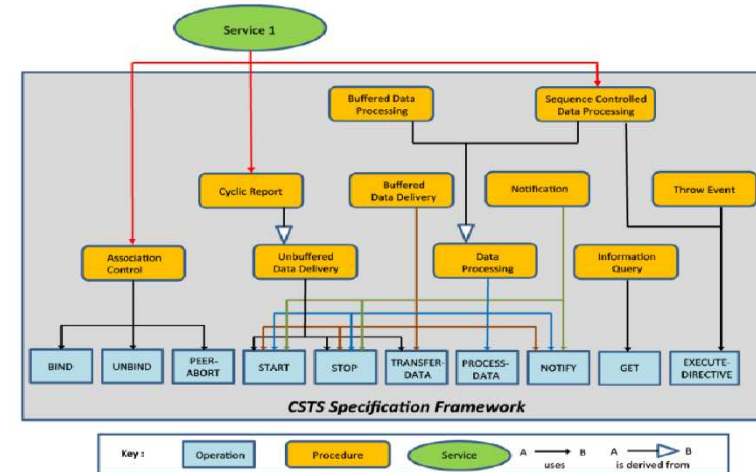 Service 1
Buffered Data
Processing
Sequence Controlled
Data Processing
Cyclic Report
Buffered
Data Delivery
Notification
Throw Event
Association
Control
Unbuffered
Data Delivery
Data
Processing
Information
Query
BIND
UNBIND
PEER-
ABORT
START
STOP
TRANSFER-
DATA
PROCESS-
DATA
NOTIFY
GET
EXECUTE-
DIRECTIVE
CSTS Specification Framework
Key :
Operation
Procedure
Service
A
B
uses
A
B
is derived from